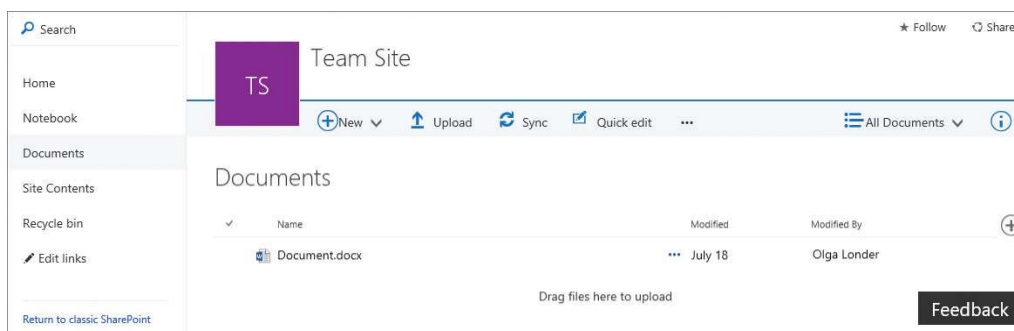 Search
Home
Notebook
Documents
Site Contents
Recycle bin
Edit links
Return to classic SharePoint
Follow Share
TS
Team Site
New Upload Sync Quick edit ... All Documents
Documents
Name Modified Modified By
Document.docx ... July 18 Olga Londer
Drag files here to upload
Feedback